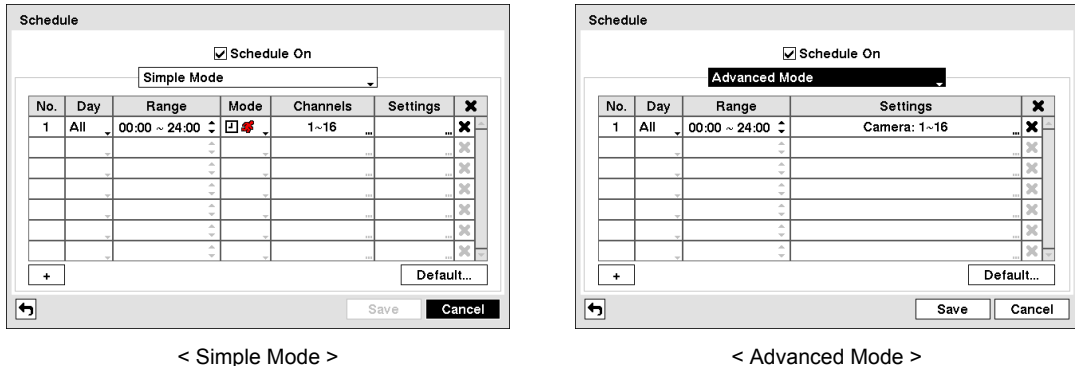 Schedule
Schedule On
Simple Mode
No. Day Range Mode Channels Settings
1 All 00:00 ~ 24:00 1~16 ...
+ Default...
Save Cancel
< Simple Mode >
Schedule
Schedule On
Advanced Mode
No. Day Range Settings
1 All 00:00 ~ 24:00 Camera: 1~16 ...
+ Default...
Save Cancel
< Advanced Mode >